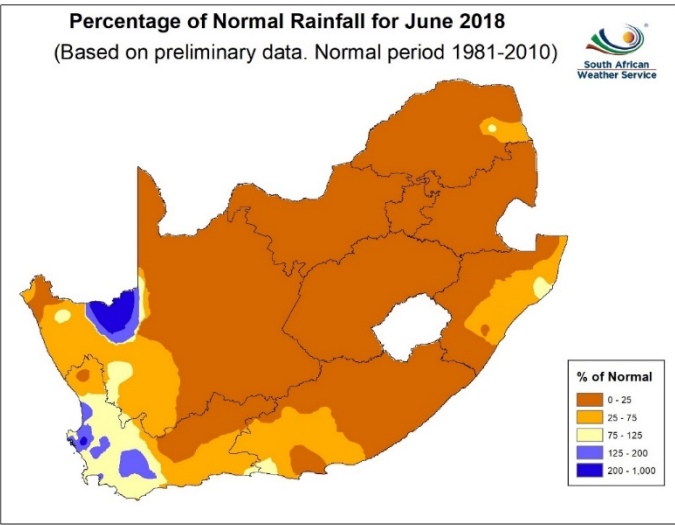 Percentage of Normal Rainfall for June 2018
(Based on preliminary data. Normal period 1981-2010)
South African
Weather Service
% of Normal
0 - 25
25 - 75
75 - 125
125 - 200
200 - 1,000